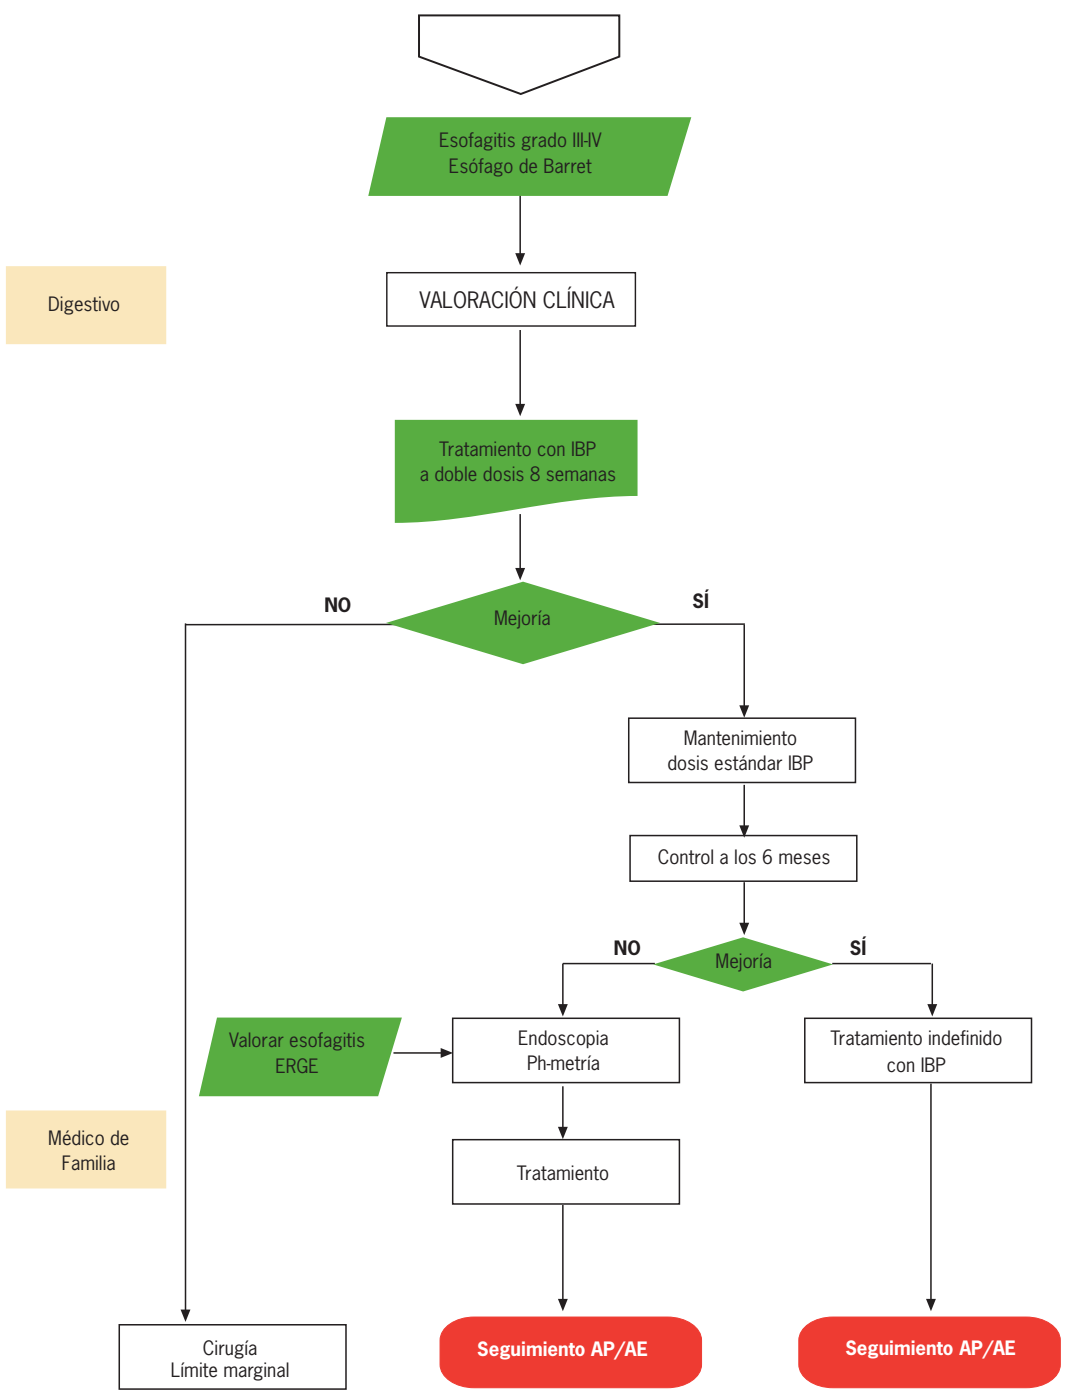 Esofagitis grado III-IV
Esófago de Barret
Digestivo
VALORACIÓN CLÍNICA
Tratamiento con IBP
a doble dosis 8 semanas
NO
Mejoría
SÍ
Mantenimiento
dosis estándar IBP
Control a los 6 meses
NO
Mejoría
SÍ
Valorar esofagitis
ERGE
Endoscopia
Ph-metría
Tratamiento indefinido
con IBP
Médico de
Familia
Tratamiento
Cirugía
Límite marginal
Seguimiento AP/AE
Seguimiento AP/AE